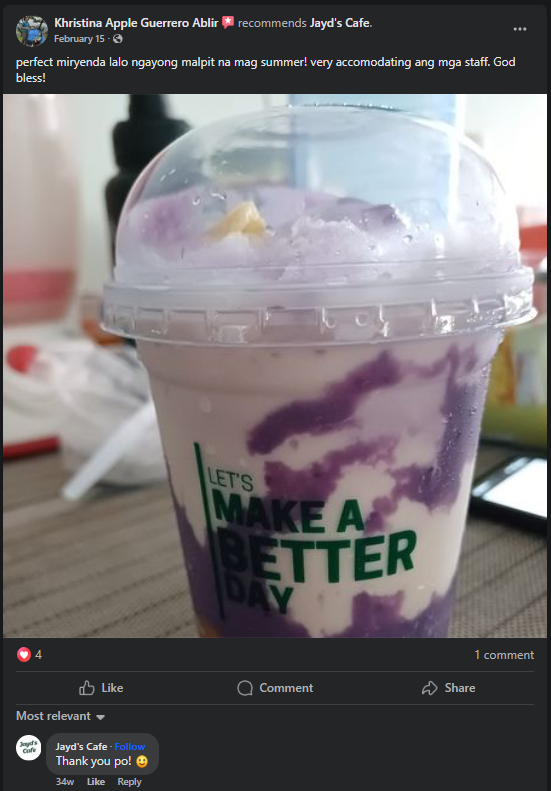 Khristina Apple Guerrero Ablir recommends Jayd's Cafe.
February 15 ·
perfect miryenda lalo ngayong malpit na mag summer! very accomodating ang mga staff. God
bless!
LET'S
MAKE A
BETTER
DAY
4
1 comment
Like
Comment
Share
Most relevant
Jayd's
Cafe
Jayd's Cafe · Follow
Thank you po!
34w Like Reply